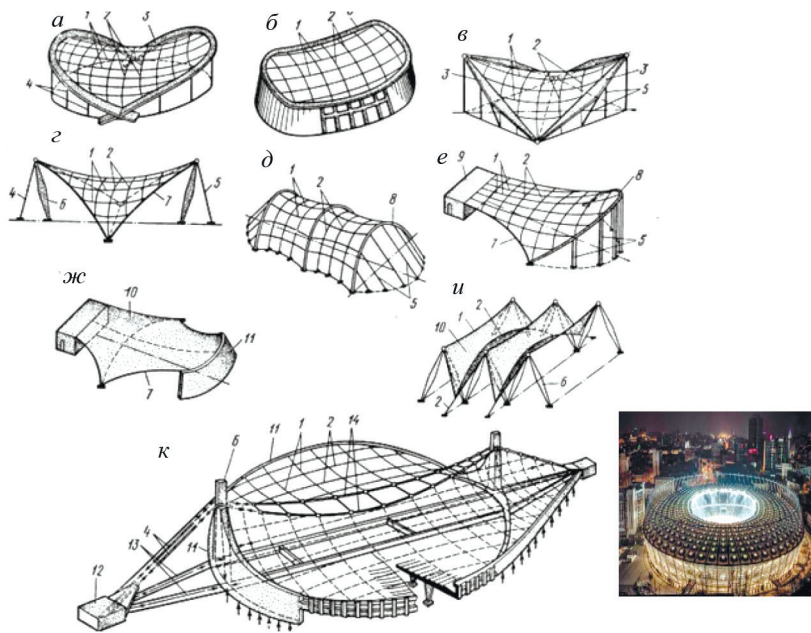 а 1 2 3 4
б 1 2
в 1 2 3 3 5
г 1 2 4 6 7 5
д 1 2 8 5
е 9 1 2 8 7 5
ж 10 7 11
и 1 2 10 2 6
к 6 11 1 2 14 4 13 11 12